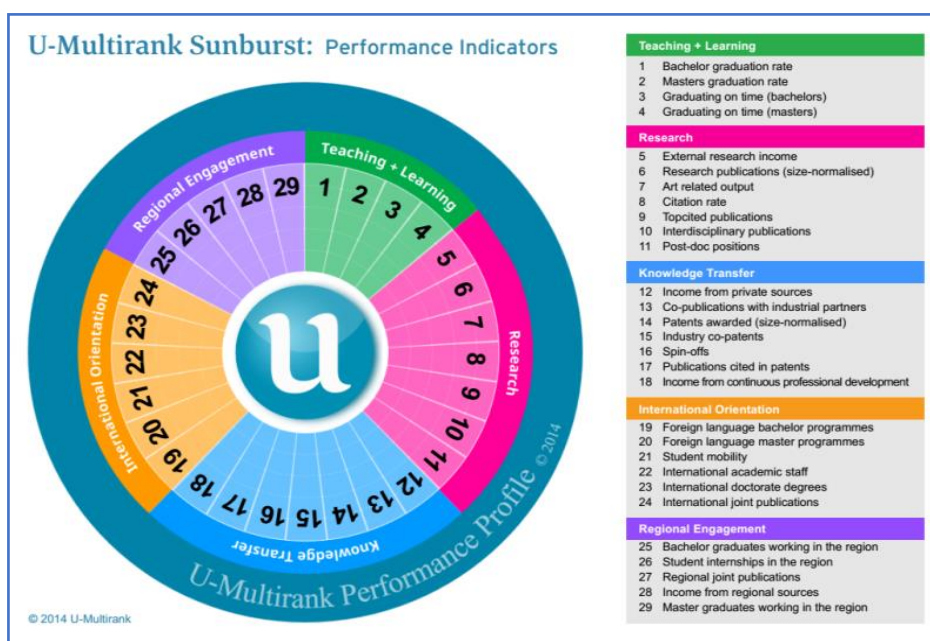 U-Multirank Sunburst: Performance Indicators
Regional Engagement
Teaching + Learning
Research
Knowledge Transfer
International Orientation
1
2
3
4
5
6
7
8
9
10
11
12
13
14
15
16
17
18
19
20
21
22
23
24
25
26
27
28
29
u
U-Multirank Performance Profile © 2014
© 2014 U-Multirank
Teaching + Learning
1 Bachelor graduation rate
2 Masters graduation rate
3 Graduating on time (bachelors)
4 Graduating on time (masters)
Research
5 External research income
6 Research publications (size-normalised)
7 Art related output
8 Citation rate
9 Topcited publications
10 Interdisciplinary publications
11 Post-doc positions
Knowledge Transfer
12 Income from private sources
13 Co-publications with industrial partners
14 Patents awarded (size-normalised)
15 Industry co-patents
16 Spin-offs
17 Publications cited in patents
18 Income from continuous professional development
International Orientation
19 Foreign language bachelor programmes
20 Foreign language master programmes
21 Student mobility
22 International academic staff
23 International doctorate degrees
24 International joint publications
Regional Engagement
25 Bachelor graduates working in the region
26 Student internships in the region
27 Regional joint publications
28 Income from regional sources
29 Master graduates working in the region